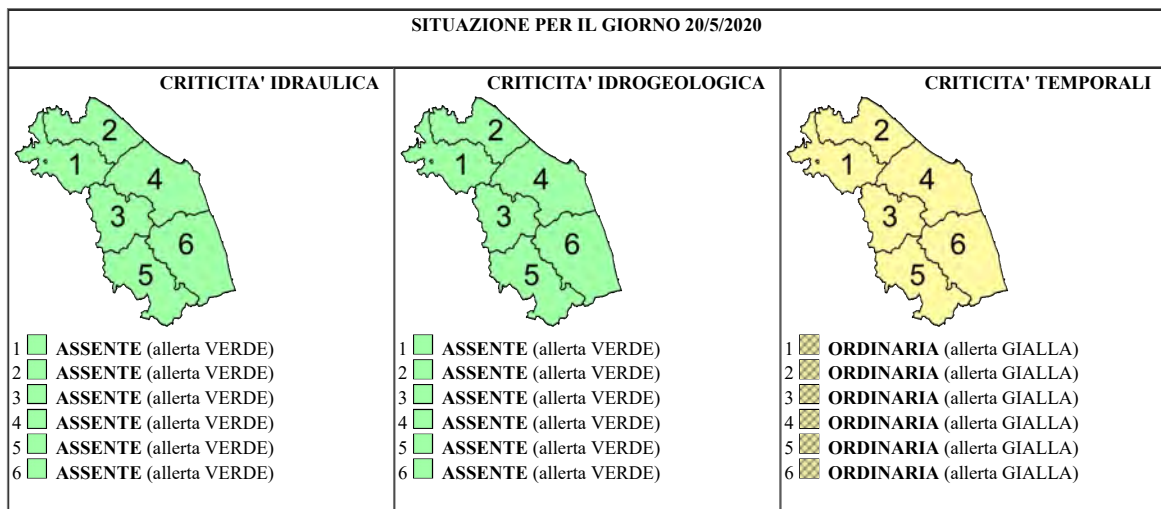 SITUAZIONE PER IL GIORNO 20/5/2020
CRITICITA' IDRAULICA
2
1
4
3
6
5
1 ASSENTE (allerta VERDE)
2 ASSENTE (allerta VERDE)
3 ASSENTE (allerta VERDE)
4 ASSENTE (allerta VERDE)
5 ASSENTE (allerta VERDE)
6 ASSENTE (allerta VERDE)
CRITICITA' IDROGEOLOGICA
2
1
4
3
6
5
1 ASSENTE (allerta VERDE)
2 ASSENTE (allerta VERDE)
3 ASSENTE (allerta VERDE)
4 ASSENTE (allerta VERDE)
5 ASSENTE (allerta VERDE)
6 ASSENTE (allerta VERDE)
CRITICITA' TEMPORALI
2
1
4
3
6
5
1 ORDINARIA (allerta GIALLA)
2 ORDINARIA (allerta GIALLA)
3 ORDINARIA (allerta GIALLA)
4 ORDINARIA (allerta GIALLA)
5 ORDINARIA (allerta GIALLA)
6 ORDINARIA (allerta GIALLA)